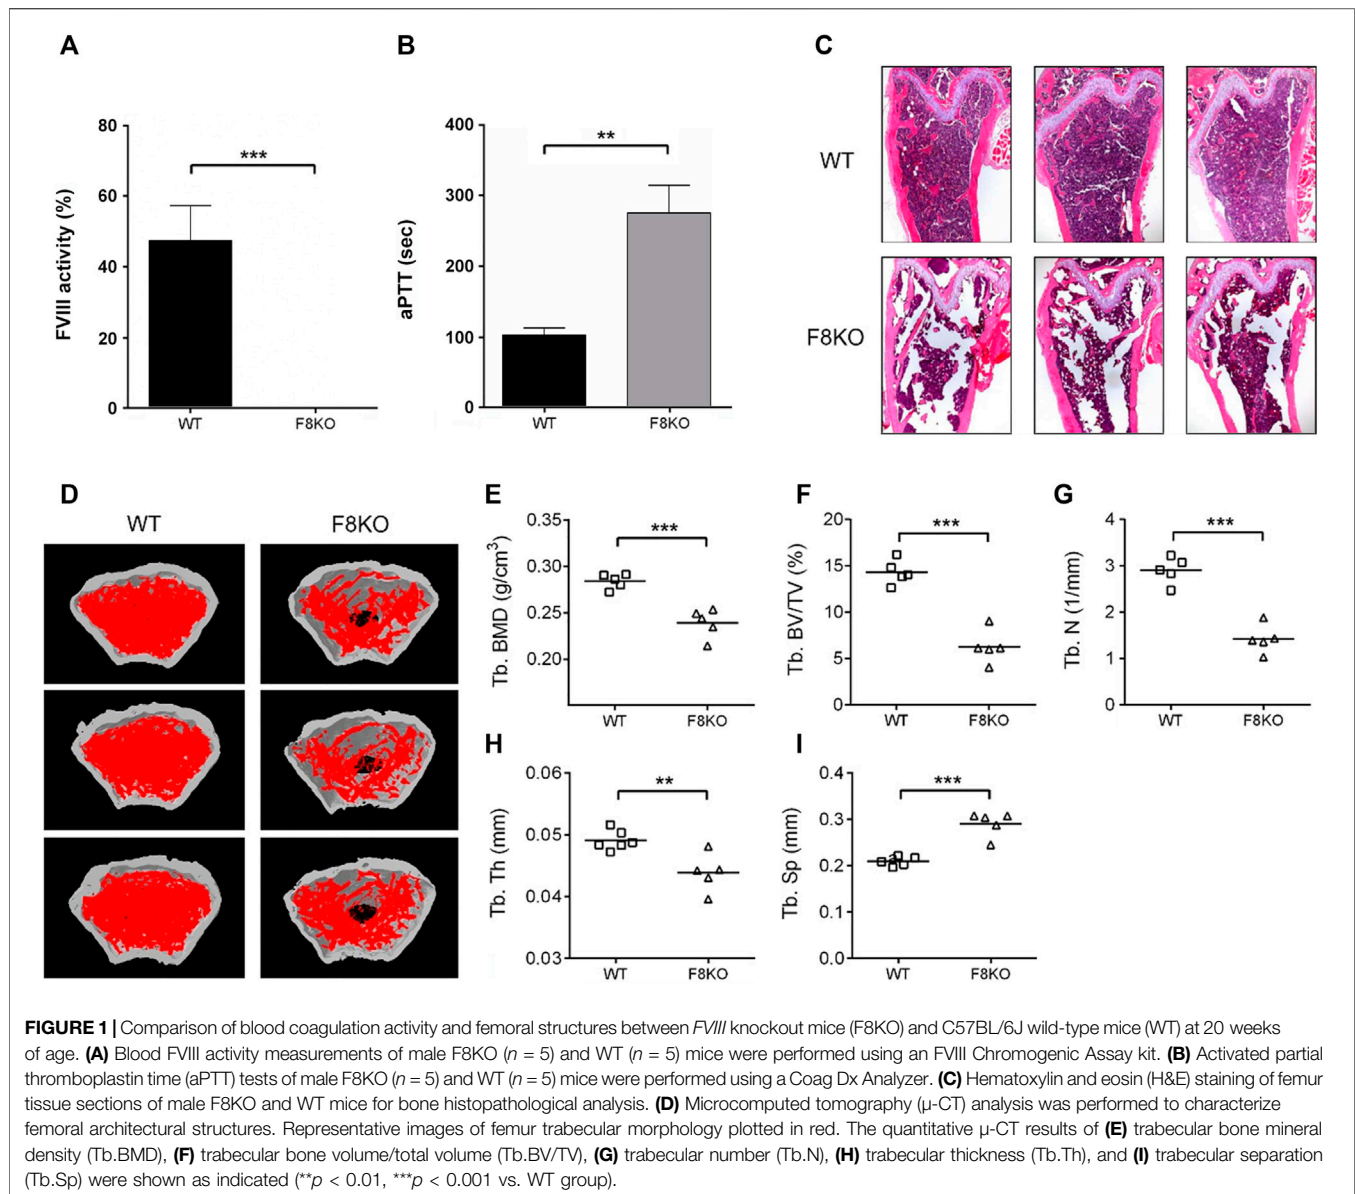 A
B
C
80
60
40
20
0
FVIII activity (%)
***
WT
F8KO
400
300
200
100
0
aPTT (sec)
**
WT
F8KO
WT
F8KO
D
WT
F8KO
E
0.35
0.30
0.25
0.20
Tb. BMD (g/cm³)
***
WT
F8KO
F
20
15
10
5
0
Tb. BV/TV (%)
***
WT
F8KO
G
4
3
2
1
0
Tb. N (1/mm)
***
WT
F8KO
H
0.06
0.05
0.04
0.03
Tb. Th (mm)
**
WT
F8KO
I
0.4
0.3
0.2
0.1
0.0
Tb. Sp (mm)
***
WT
F8KO
FIGURE 1 | Comparison of blood coagulation activity and femoral structures between FVIII knockout mice (F8KO) and C57BL/6J wild-type mice (WT) at 20 weeks
of age. (A) Blood FVIII activity measurements of male F8KO (n = 5) and WT (n = 5) mice were performed using an FVIII Chromogenic Assay kit. (B) Activated partial
thromboplastin time (aPTT) tests of male F8KO (n = 5) and WT (n = 5) mice were performed using a Coag Dx Analyzer. (C) Hematoxylin and eosin (H&E) staining of femur
tissue sections of male F8KO and WT mice for bone histopathological analysis. (D) Microcomputed tomography (µ-CT) analysis was performed to characterize
femoral architectural structures. Representative images of femur trabecular morphology plotted in red. The quantitative µ-CT results of (E) trabecular bone mineral
density (Tb.BMD), (F) trabecular bone volume/total volume (Tb.BV/TV), (G) trabecular number (Tb.N), (H) trabecular thickness (Tb.Th), and (I) trabecular separation
(Tb.Sp) were shown as indicated (**p < 0.01, ***p < 0.001 vs. WT group).